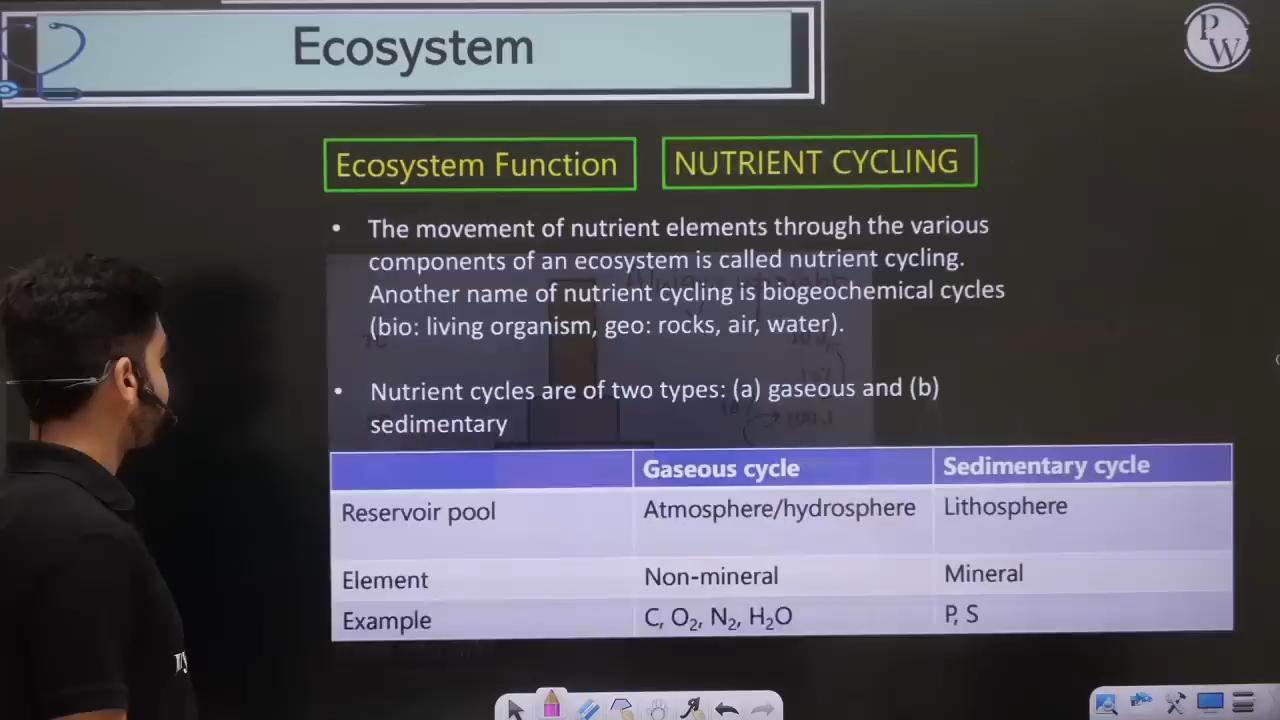 Ecosystem
PW
Ecosystem Function
NUTRIENT CYCLING
• The movement of nutrient elements through the various
components of an ecosystem is called nutrient cycling.
Another name of nutrient cycling is biogeochemical cycles
(bio: living organism, geo: rocks, air, water).
• Nutrient cycles are of two types: (a) gaseous and (b)
sedimentary
Gaseous cycle Sedimentary cycle
Reservoir pool Atmosphere/hydrosphere Lithosphere
Element Non-mineral Mineral
Example C, O₂, N₂, H₂O P, S